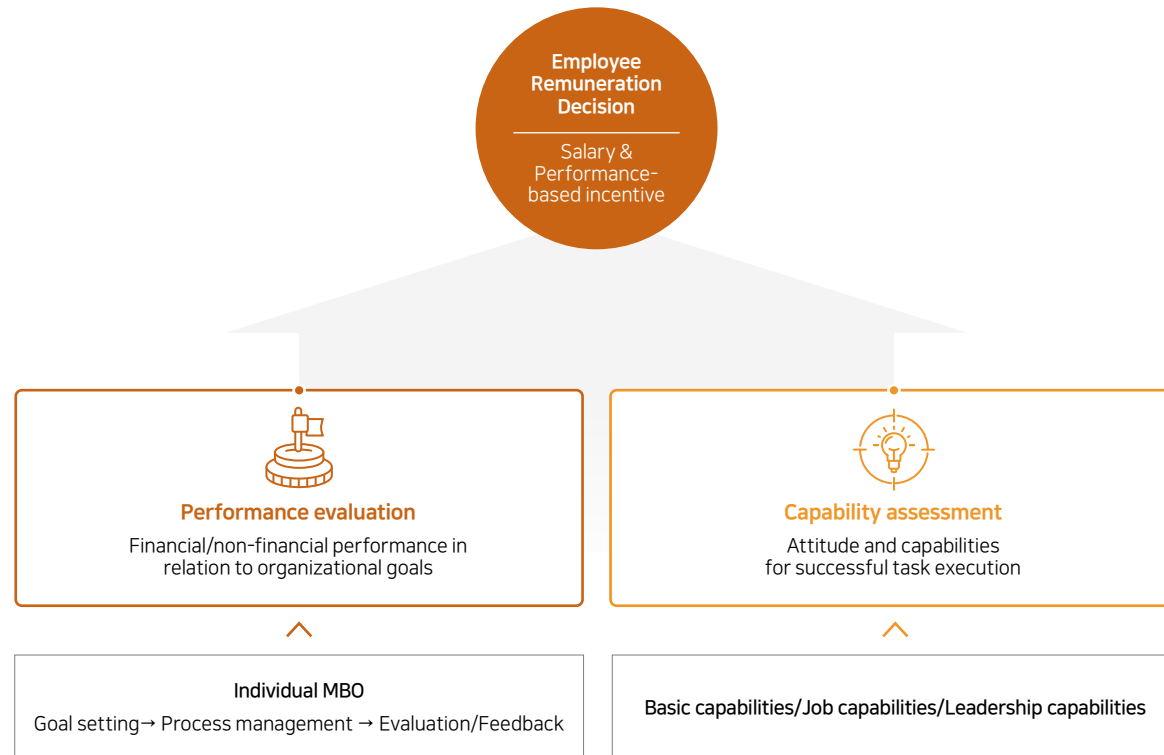 Employee
Remuneration
Decision
Salary &
Performance-
based incentive
Performance evaluation
Financial/non-financial performance in
relation to organizational goals
Capability assessment
Attitude and capabilities
for successful task execution
Individual MBO
Goal setting→ Process management → Evaluation/Feedback
Basic capabilities/Job capabilities/Leadership capabilities